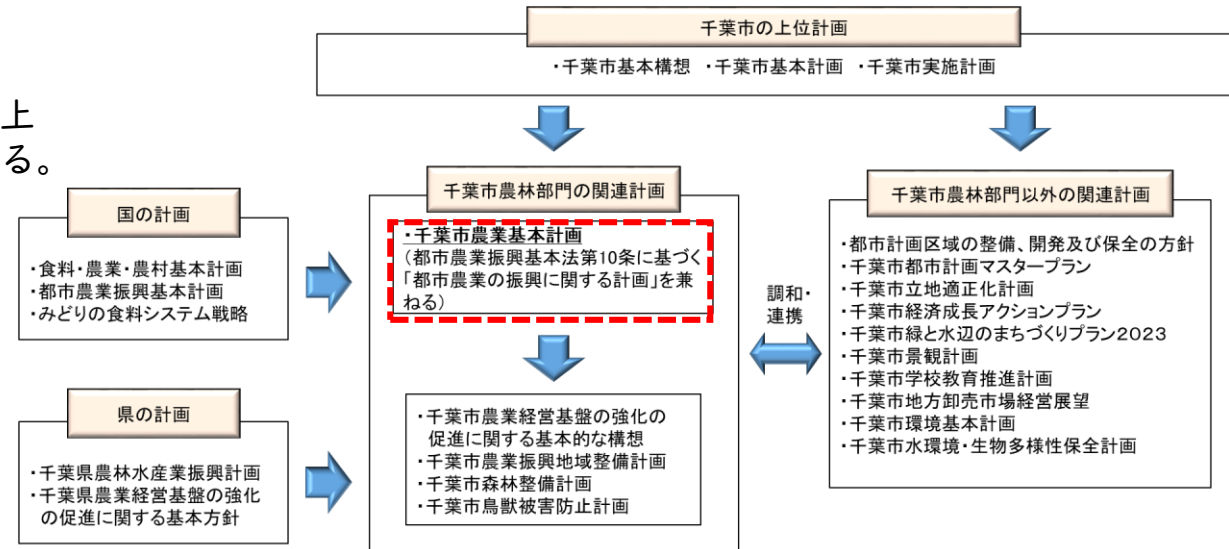 千葉市の上位計画
・千葉市基本構想 ・千葉市基本計画 ・千葉市実施計画
上
る。
国の計画
・食料・農業・農村基本計画
・都市農業振興基本計画
・みどりの食料システム戦略
県の計画
・千葉県農林水産業振興計画
・千葉県農業経営基盤の強化
の促進に関する基本方針
千葉市農林部門の関連計画
・千葉市農業基本計画
(都市農業振興基本法第10条に基づく
「都市農業の振興に関する計画」を兼
ねる)
・千葉市農業経営基盤の強化の
促進に関する基本的な構想
・千葉市農業振興地域整備計画
・千葉市森林整備計画
・千葉市鳥獣被害防止計画
調和・
連携
千葉市農林部門以外の関連計画
・都市計画区域の整備、開発及び保全の方針
・千葉市都市計画マスタープラン
・千葉市立地適正化計画
・千葉市経済成長アクションプラン
・千葉市緑と水辺のまちづくりプラン2023
・千葉市景観計画
・千葉市学校教育推進計画
・千葉市地方卸売市場経営展望
・千葉市環境基本計画
・千葉市水環境・生物多様性保全計画